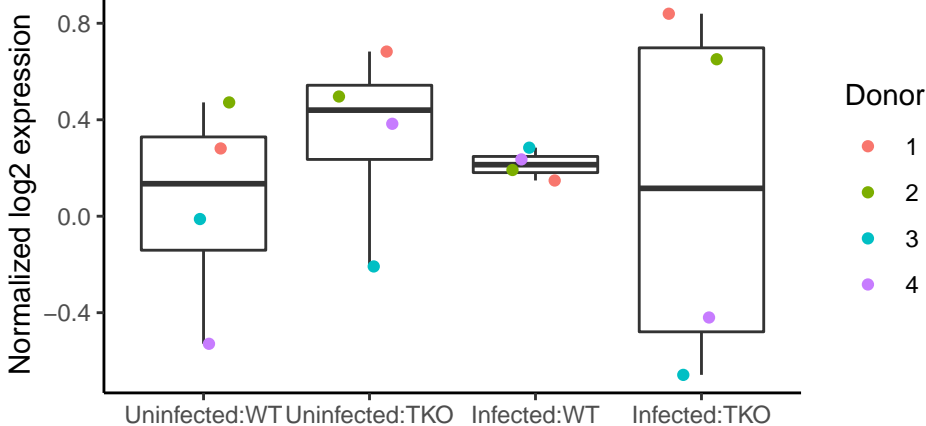 Normalized log2 expression
0.8
0.4
0.0
−0.4
Uninfected:WT Uninfected:TKO Infected:WT Infected:TKO
Donor
1
2
3
4